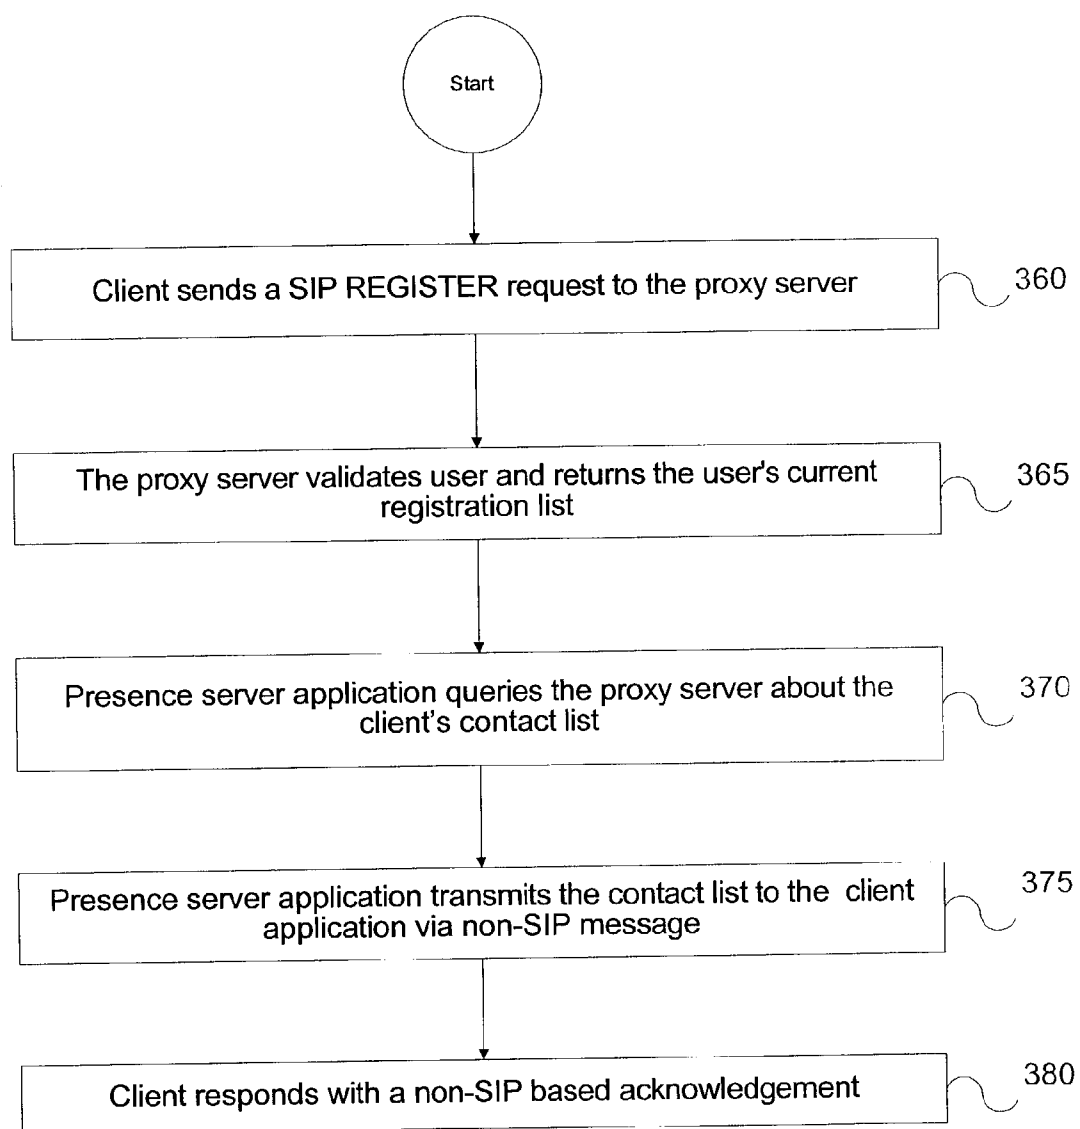 Start
Client sends a SIP REGISTER request to the proxy server
360
The proxy server validates user and returns the user's current
registration list
365
Presence server application queries the proxy server about the
client's contact list
370
Presence server application transmits the contact list to the client
application via non-SIP message
375
Client responds with a non-SIP based acknowledgement
380